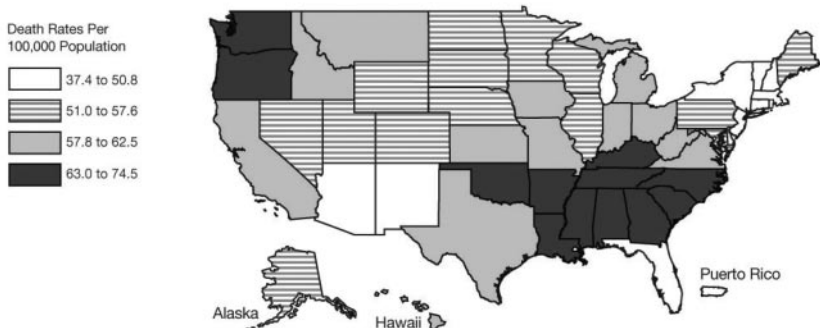 Death Rates Per
100,000 Population
37.4 to 50.8
51.0 to 57.6
57.8 to 62.5
63.0 to 74.5
Alaska
Hawaii
Puerto Rico